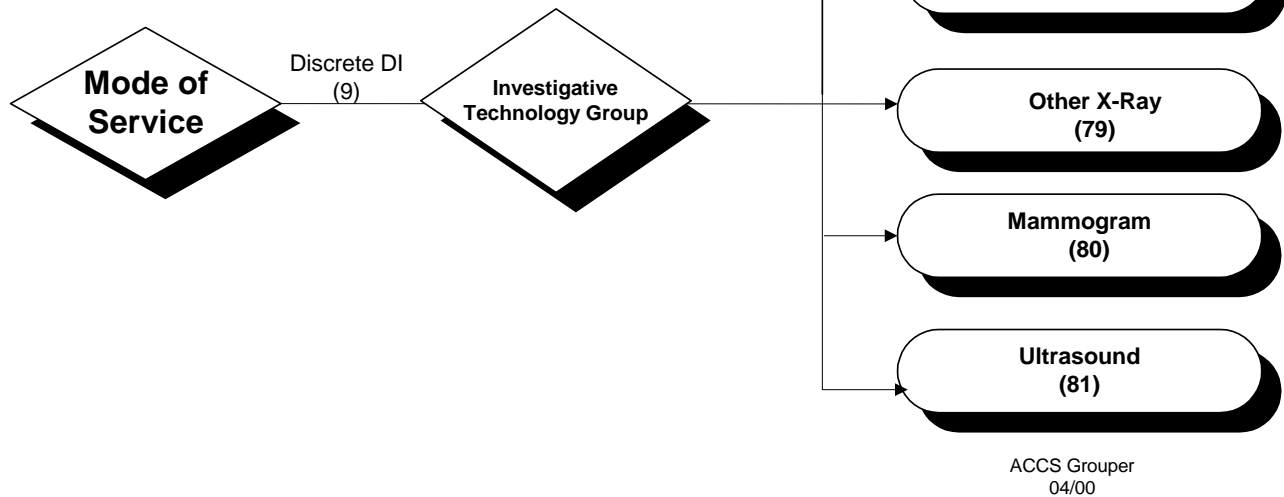 Mode of
Service
Discrete DI
(9)
Investigative
Technology Group
Other X-Ray
(79)
Mammogram
(80)
Ultrasound
(81)
ACCS Grouper
04/00